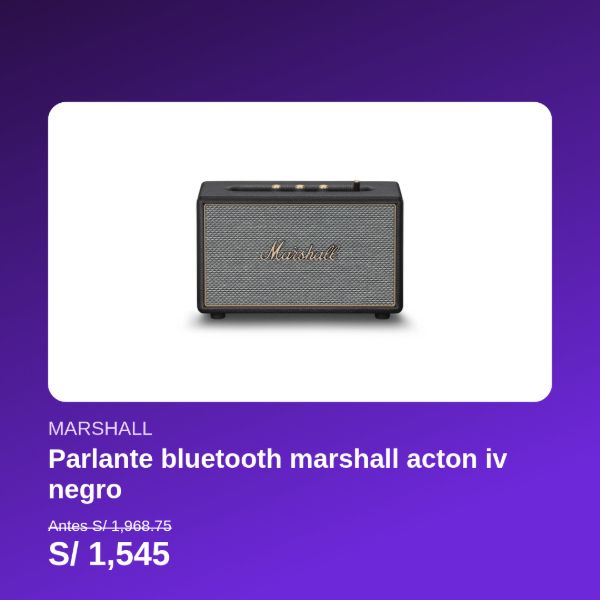 Marshall
MARSHALL
Parlante bluetooth marshall acton iv
negro
Antes S/ 1,968.75
S/ 1,545